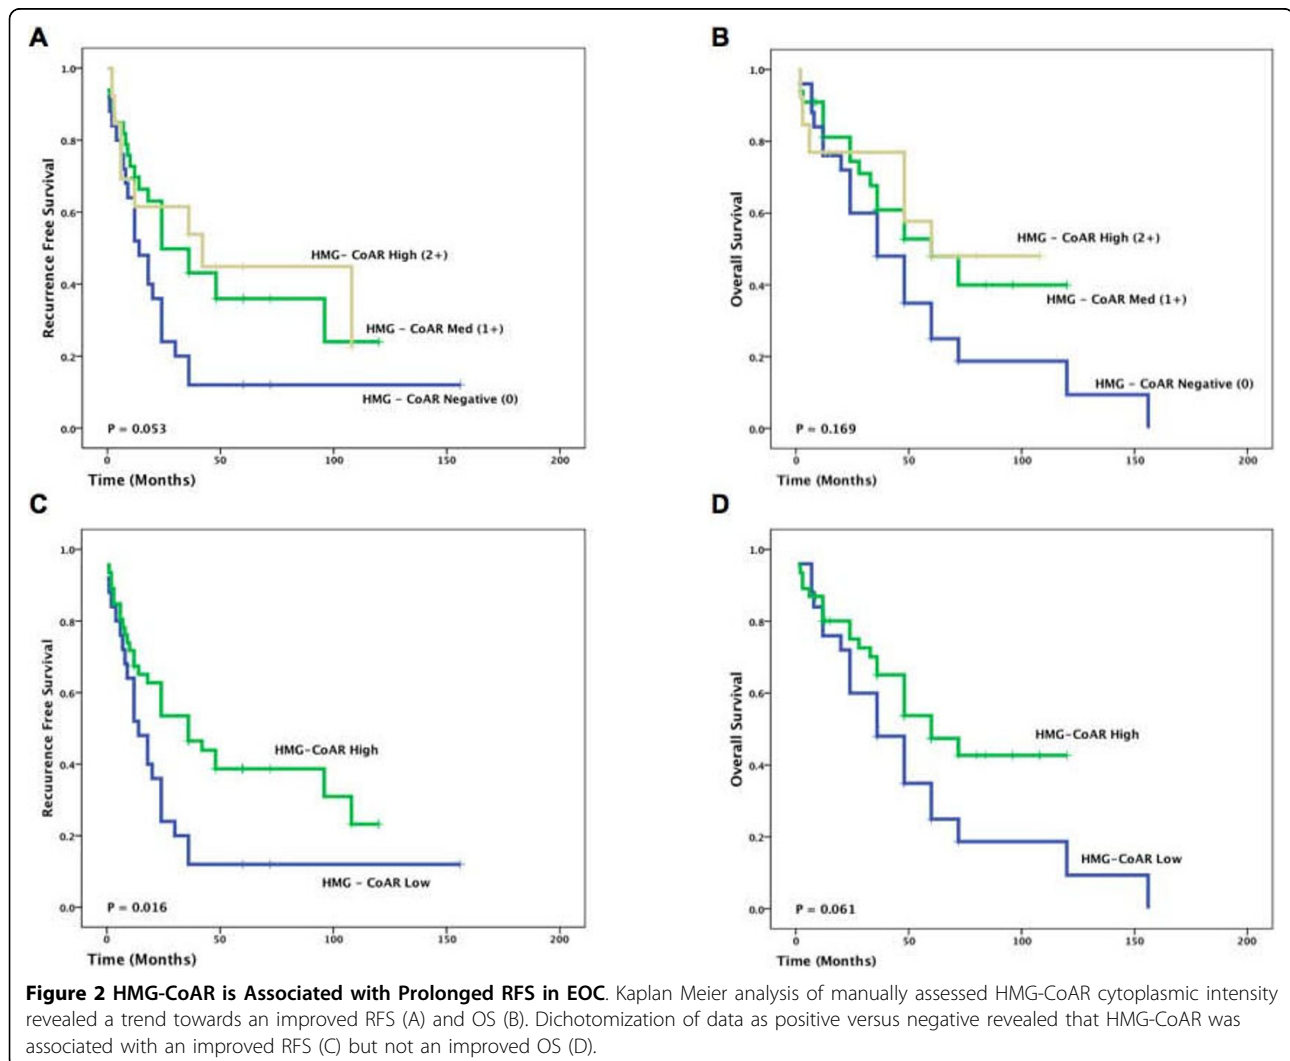 A
Recurrence Free Survival
1.0
0.8
0.6
0.4
0.2
0.0
HMG- CoAR High (2+)
HMG - CoAR Med (1+)
HMG - CoAR Negative (0)
P = 0.053
0 50 100 150 200
Time (Months)
B
Overall Survival
1.0
0.8
0.6
0.4
0.2
0.0
HMG - CoAR High (2+)
HMG - CoAR Med (1+)
HMG - CoAR Negative (0)
P = 0.169
0 50 100 150 200
Time (Months)
C
Recuurence Free Survival
1.0
0.8
0.6
0.4
0.2
0.0
HMG-CoAR High
HMG - CoAR Low
P = 0.016
0 50 100 150 200
Time (Months)
D
Overall Survival
1.0
0.8
0.6
0.4
0.2
0.0
HMG-CoAR High
HMG-CoAR Low
P = 0.061
0 50 100 150 200
Time (Months)
Figure 2 HMG-CoAR is Associated with Prolonged RFS in EOC. Kaplan Meier analysis of manually assessed HMG-CoAR cytoplasmic intensity
revealed a trend towards an improved RFS (A) and OS (B). Dichotomization of data as positive versus negative revealed that HMG-CoAR was
associated with an improved RFS (C) but not an improved OS (D).